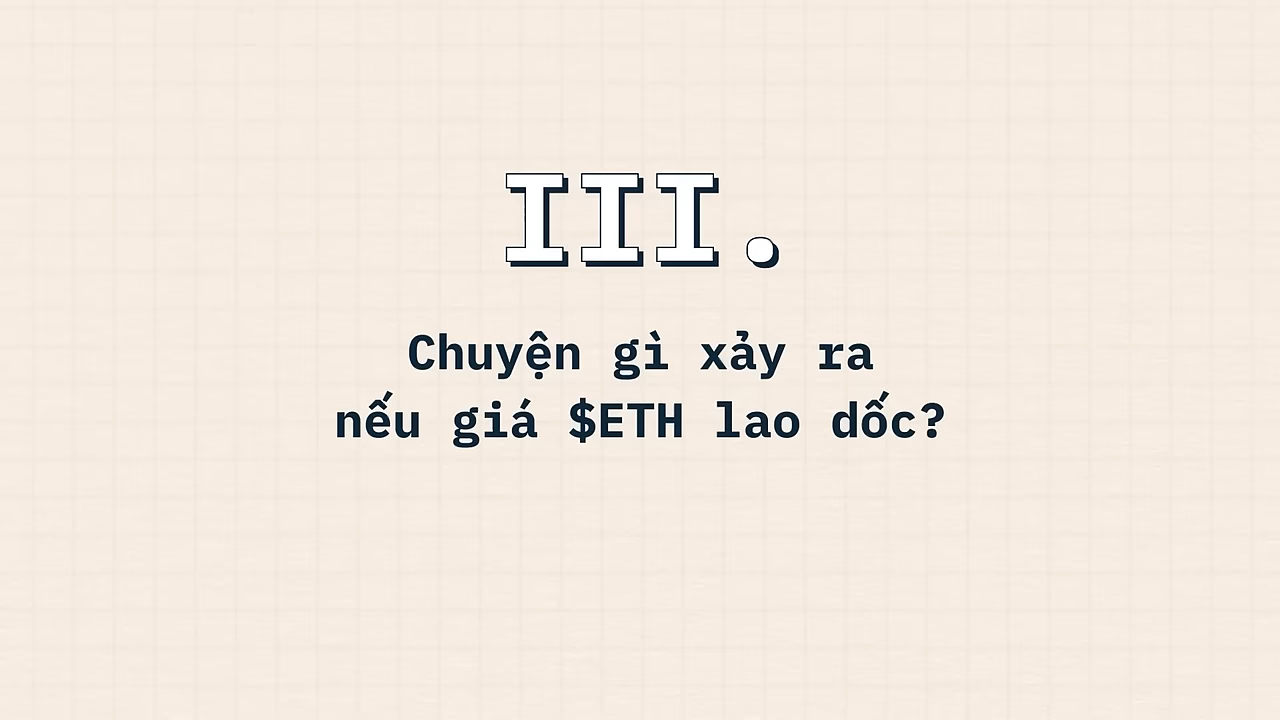 III.
Chuyện gì xảy ra
nếu giá $ETH lao dốc?